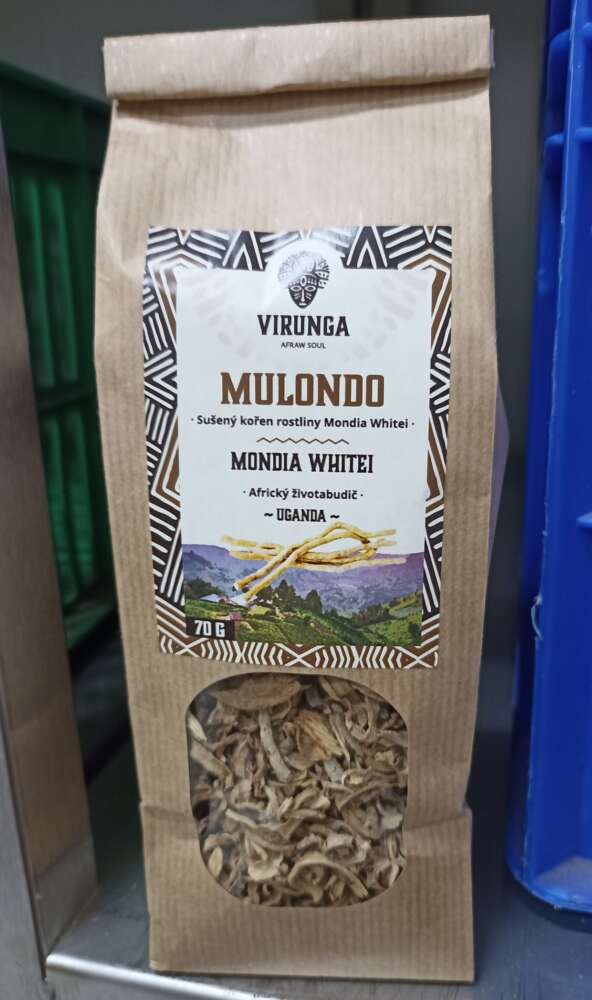 VIRUNGA
AFRAW SOUL
MULONDO
· Sušený kořen rostliny Mondia Whitei ·
MONDIA WHITEI
· Africký životabudič ·
~ UGANDA ~
70 G